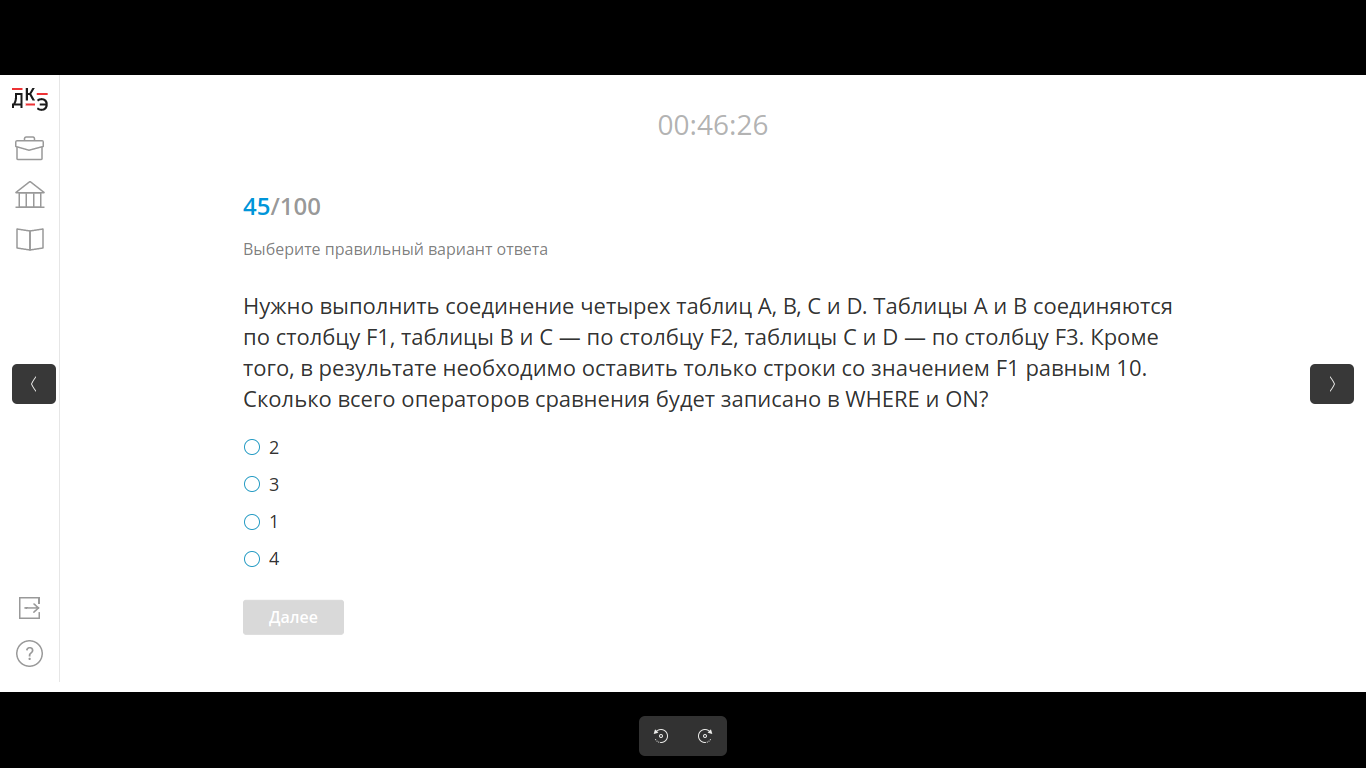 ДКЭ
00:46:26
45/100
Выберите правильный вариант ответа
Нужно выполнить соединение четырех таблиц A, B, C и D. Таблицы A и B соединяются
по столбцу F1, таблицы B и C — по столбцу F2, таблицы C и D — по столбцу F3. Кроме
того, в результате необходимо оставить только строки со значением F1 равным 10.
Сколько всего операторов сравнения будет записано в WHERE и ON?
2
3
1
4
Далее
?